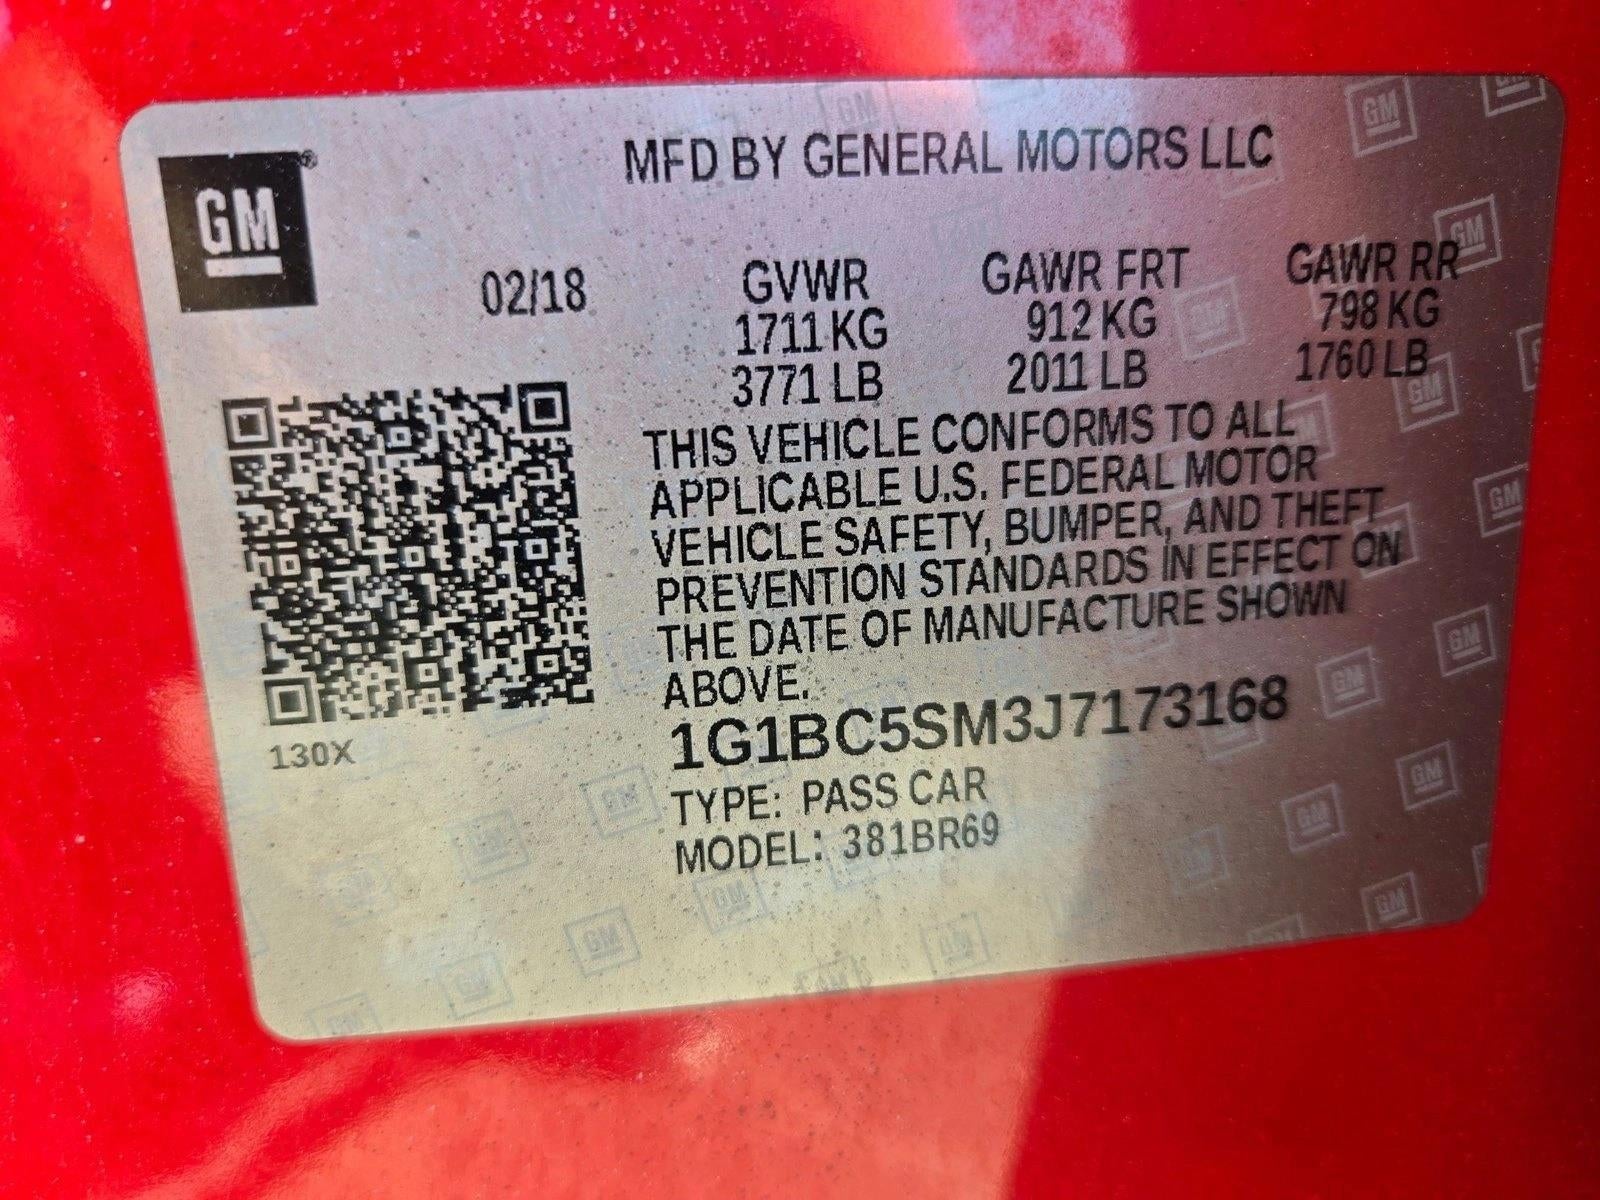 GM®
MFD BY GENERAL MOTORS LLC
02/18
GVWR
1711 KG
3771 LB
GAWR FRT
912 KG
2011 LB
GAWR RR
798 KG
1760 LB
THIS VEHICLE CONFORMS TO ALL
APPLICABLE U.S. FEDERAL MOTOR
VEHICLE SAFETY, BUMPER, AND THEFT
PREVENTION STANDARDS IN EFFECT ON
THE DATE OF MANUFACTURE SHOWN
ABOVE.
1G1BC5SM3J7173168
TYPE: PASS CAR
MODEL: 381BR69
130X